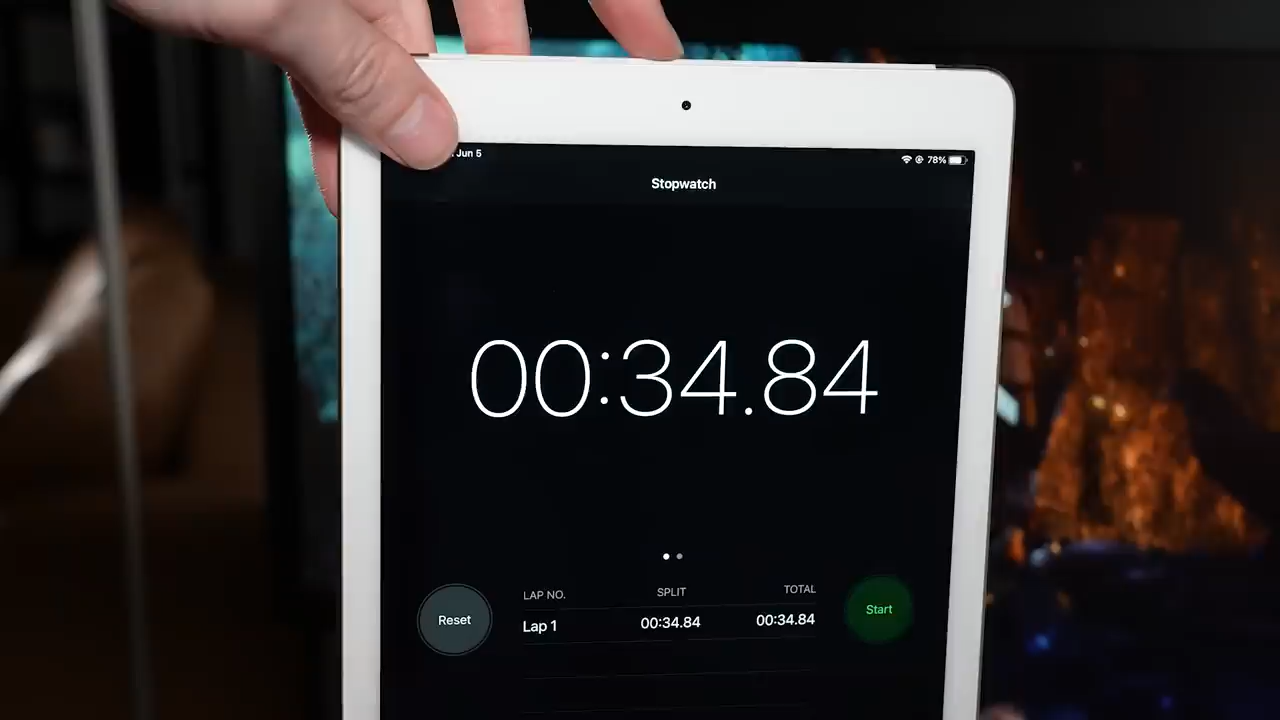 Jun 5
78%
Stopwatch
00:34.84
LAP NO. SPLIT TOTAL
Reset Lap 1 00:34.84 00:34.84 Start